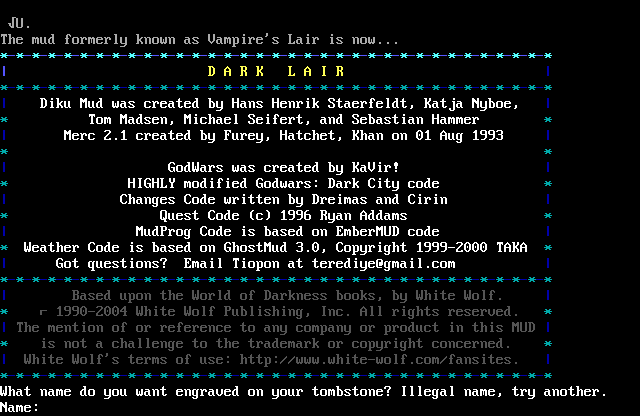 √U.
The mud formerly known as Vampire's Lair is now...
* * * * * * * * * * * * * * * * * * * * * * * * * * * * * * * * * * *
| D A R K L A I R |
* * * * * * * * * * * * * * * * * * * * * * * * * * * * * * * * * * *
| Diku Mud was created by Hans Henrik Staerfeldt, Katja Nyboe, |
* Tom Madsen, Michael Seifert, and Sebastian Hammer *
| Merc 2.1 created by Furey, Hatchet, Khan on 01 Aug 1993 |
* *
| GodWars was created by KaVir! |
* HIGHLY modified Godwars: Dark City code *
| Changes Code written by Dreimas and Cirin |
* Quest Code (c) 1996 Ryan Addams *
| MudProg Code is based on EmberMUD code |
* Weather Code is based on GhostMud 3.0, Copyright 1999-2000 TAKA *
| Got questions? Email Tiopon at terediye@gmail.com |
* * * * * * * * * * * * * * * * * * * * * * * * * * * * * * * * * * *
| Based upon the World of Darkness books, by White Wolf. |
* ⌐ 1990-2004 White Wolf Publishing, Inc. All rights reserved. *
| The mention of or reference to any company or product in this MUD |
* is not a challenge to the trademark or copyright concerned. *
| White Wolf's terms of use: http://www.white-wolf.com/fansites. |
* * * * * * * * * * * * * * * * * * * * * * * * * * * * * * * * * * *
What name do you want engraved on your tombstone? Illegal name, try another.
Name: